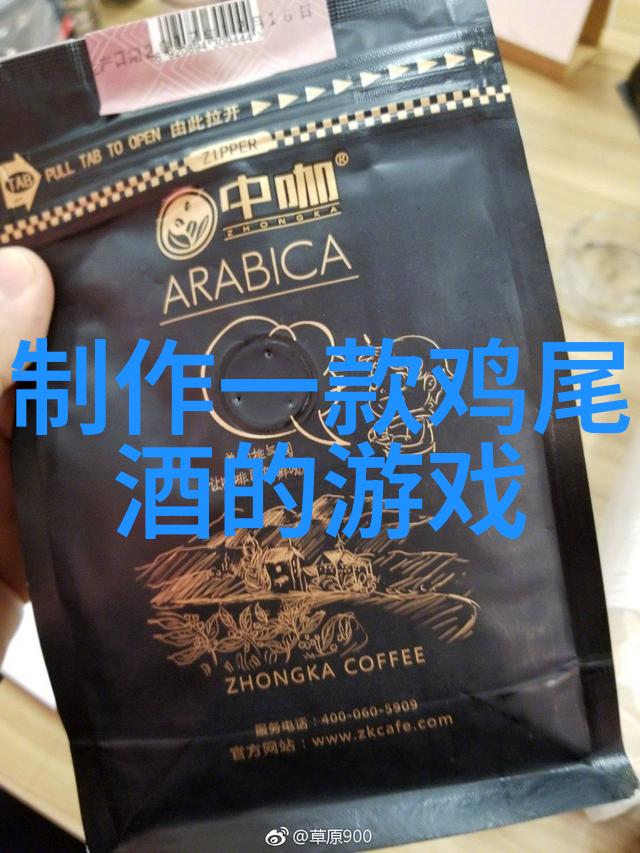 PULL TAB TO OPEN 由此拉开
TAB
ZIPPER
中咖®
ZHONGKA
ARABICA
制作一款鸡尾
酒的游戏
ZHONGKA COFFEE
服务电话:400-060-5909
官方网站:www.zkcafe.com
@草原900